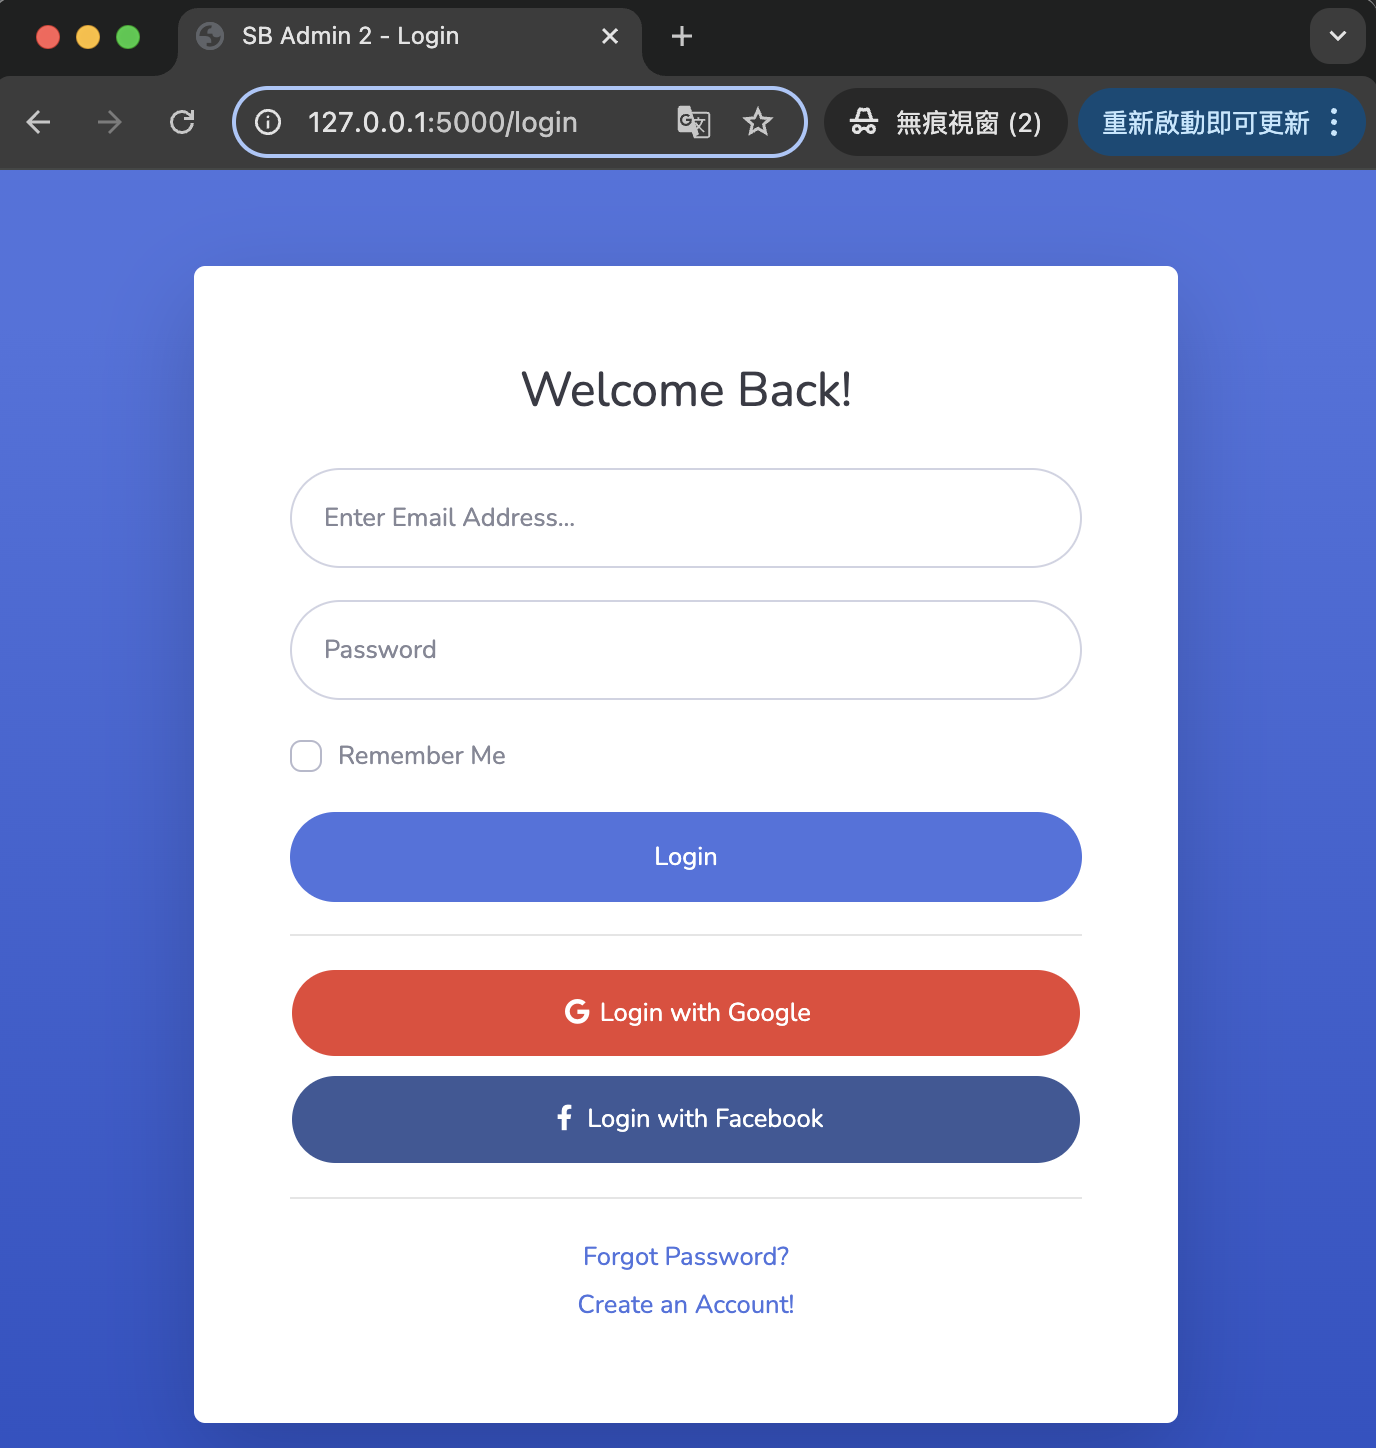 SB Admin 2 - Login
127.0.0.1:5000/login
無痕視窗 (2)
重新啟動即可更新
Welcome Back!
Enter Email Address...
Password
Remember Me
Login
Login with Google
Login with Facebook
Forgot Password?
Create an Account!